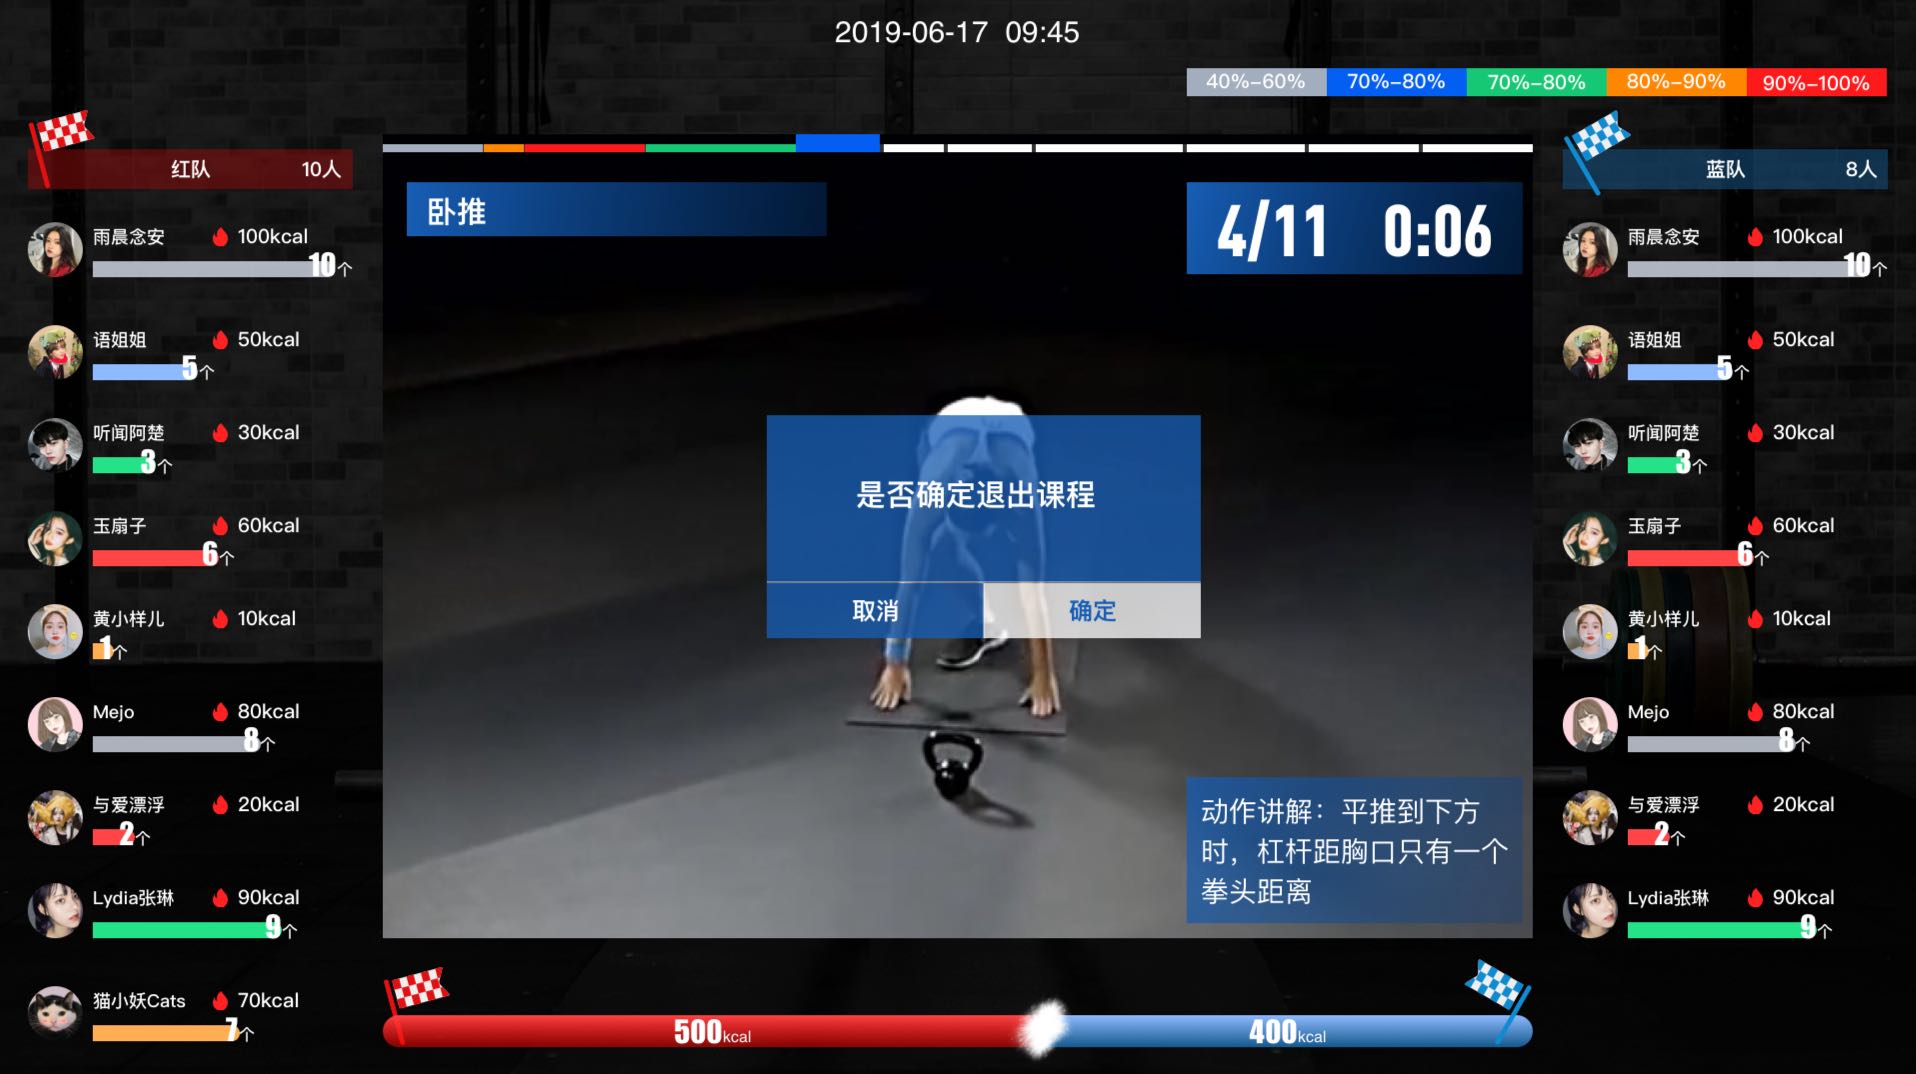 2019-06-17 09:45
40%-60% 70%-80% 70%-80% 80%-90% 90%-100%
红队 10人
雨晨念安 100kcal
10个
语姐姐 50kcal
5个
听闻阿楚 30kcal
3个
玉扇子 60kcal
6个
黄小样儿 10kcal
1个
Mejo 80kcal
8个
与爱漂浮 20kcal
2个
Lydia张琳 90kcal
9个
猫小妖Cats 70kcal
7个
卧推
4/11 0:06
是否确定退出课程
取消 确定
动作讲解：平推到下方
时，杠杆距胸口只有一个
拳头距离
500kcal 400kcal
蓝队 8人
雨晨念安 100kcal
10个
语姐姐 50kcal
5个
听闻阿楚 30kcal
3个
玉扇子 60kcal
6个
黄小样儿 10kcal
1个
Mejo 80kcal
8个
与爱漂浮 20kcal
2个
Lydia张琳 90kcal
9个